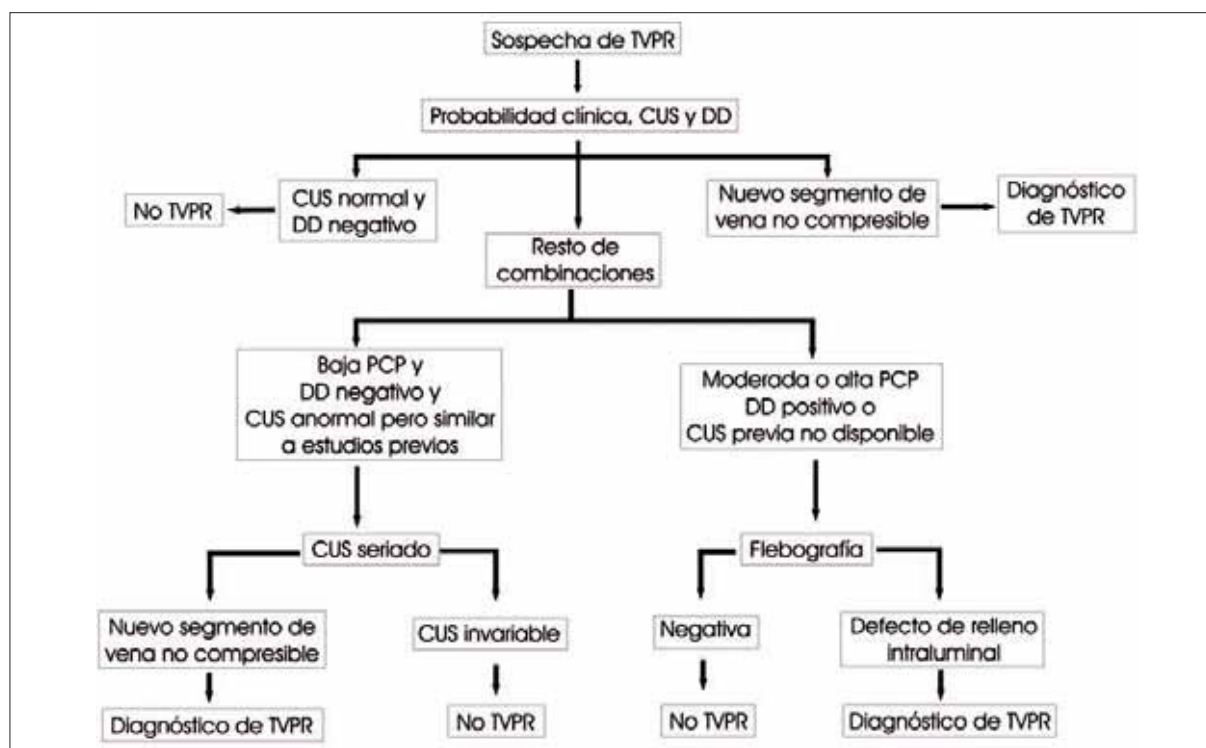 Sospecha de TVPR
Probabilidad clínica, CUS y DD
No TVPR
CUS normal y
DD negativo
Nuevo segmento de
vena no compresible
Diagnóstico
de TVPR
Resto de
combinaciones
Baja PCP y
DD negativo y
CUS anormal pero similar
a estudios previos
Moderada o alta PCP
DD positivo o
CUS previa no disponible
CUS seriado
Flebografía
Nuevo segmento de
vena no compresible
CUS invariable
Negativa
Defecto de relleno
intraluminal
Diagnóstico de TVPR
No TVPR
No TVPR
Diagnóstico de TVPR